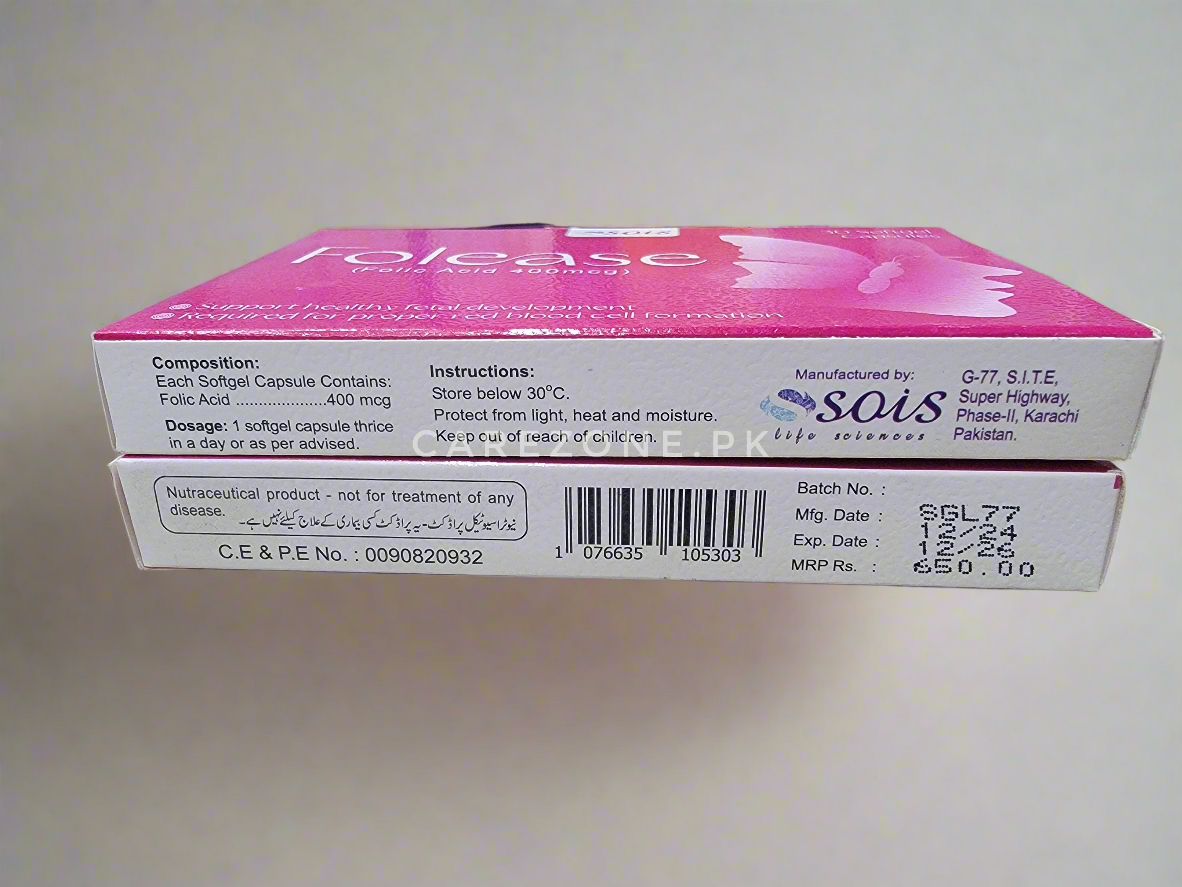 sois
10 Softgel
Capsules
Folease
(Folic Acid 400mcg)
Support healthy fetal development
Required for proper red blood cell formation
Composition:
Each Softgel Capsule Contains:
Folic Acid ....................400 mcg
Dosage: 1 softgel capsule thrice
in a day or as per advised.
Instructions:
Store below 30°C.
Protect from light, heat and moisture.
Keep out of reach of children.
Manufactured by:
sois
life sciences
G-77, S.I.T.E,
Super Highway,
Phase-II, Karachi
Pakistan.
CAREZONE.PK
Nutraceutical product - not for treatment of any
disease.
نیوٹراسیوٹیکل پراڈکٹ - یہ پراڈکٹ کسی بیماری کے علاج کیلئے نہیں ہے۔
C.E & P.E No. : 0090820932
1 076635 105303
Batch No. :
Mfg. Date :
Exp. Date :
MRP Rs. :
SGL77
12/24
12/26
650.00